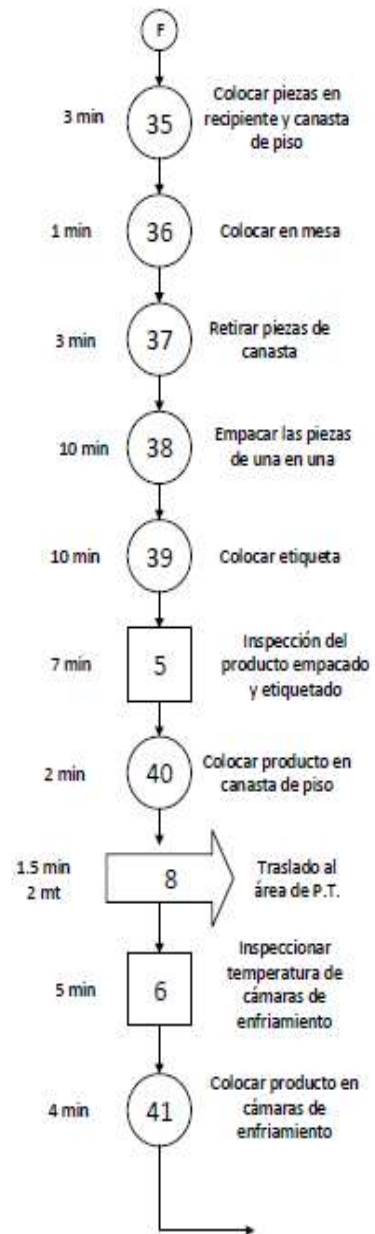 F
3 min
35
Colocar piezas en
recipiente y canasta
de piso
1 min
36
Colocar en mesa
3 min
37
Retirar piezas de
canasta
10 min
38
Empacar las piezas
de una en una
10 min
39
Colocar etiqueta
7 min
5
Inspección del
producto empacado
y etiquetado
2 min
40
Colocar producto en
canasta de piso
1.5 min
2 mt
8
Traslado al
área de P.T.
5 min
6
Inspeccionar
temperatura de
cámaras de
enfriamiento
4 min
41
Colocar producto en
cámaras de
enfriamiento